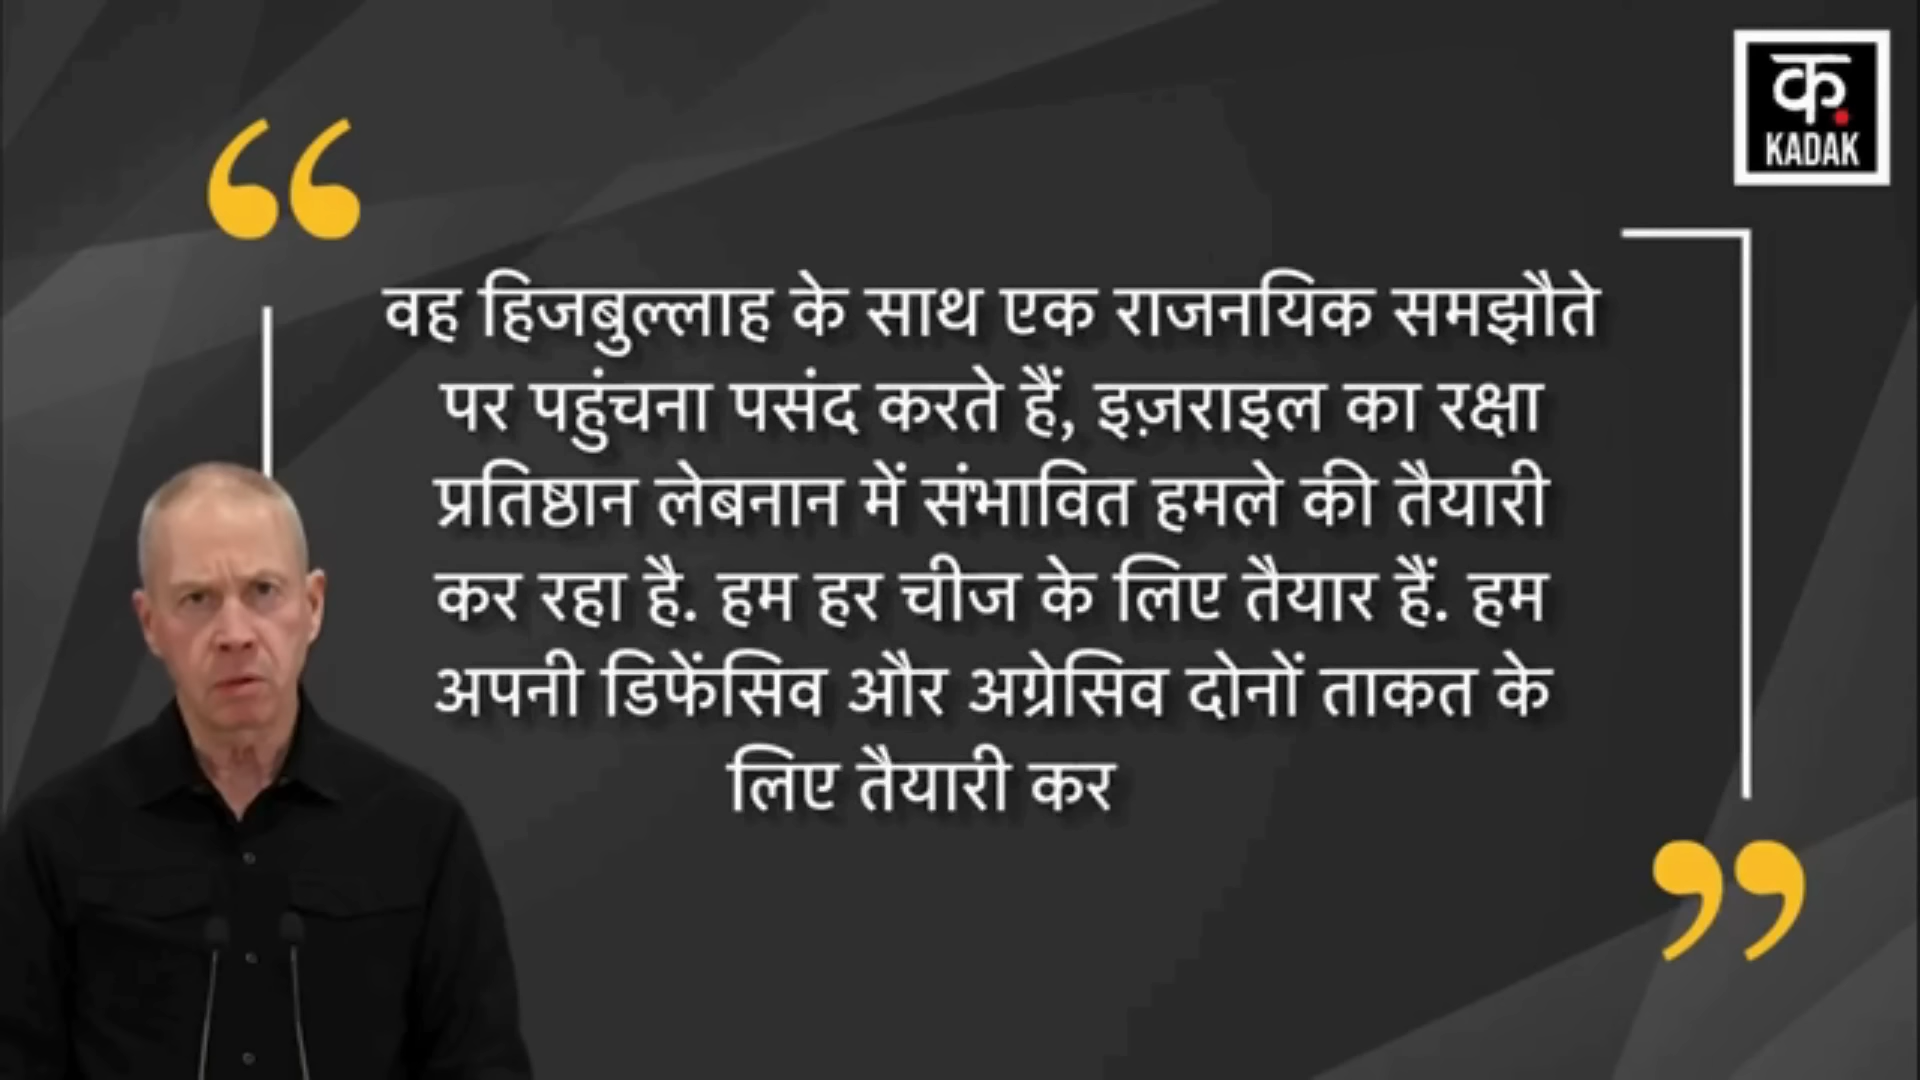 क
KADAK
वह हिजबुल्लाह के साथ एक राजनयिक समझौते
पर पहुंचना पसंद करते हैं, इज़राइल का रक्षा
प्रतिष्ठान लेबनान में संभावित हमले की तैयारी
कर रहा है. हम हर चीज के लिए तैयार हैं. हम
अपनी डिफेंसिव और अग्रेसिव दोनों ताकत के
लिए तैयारी कर